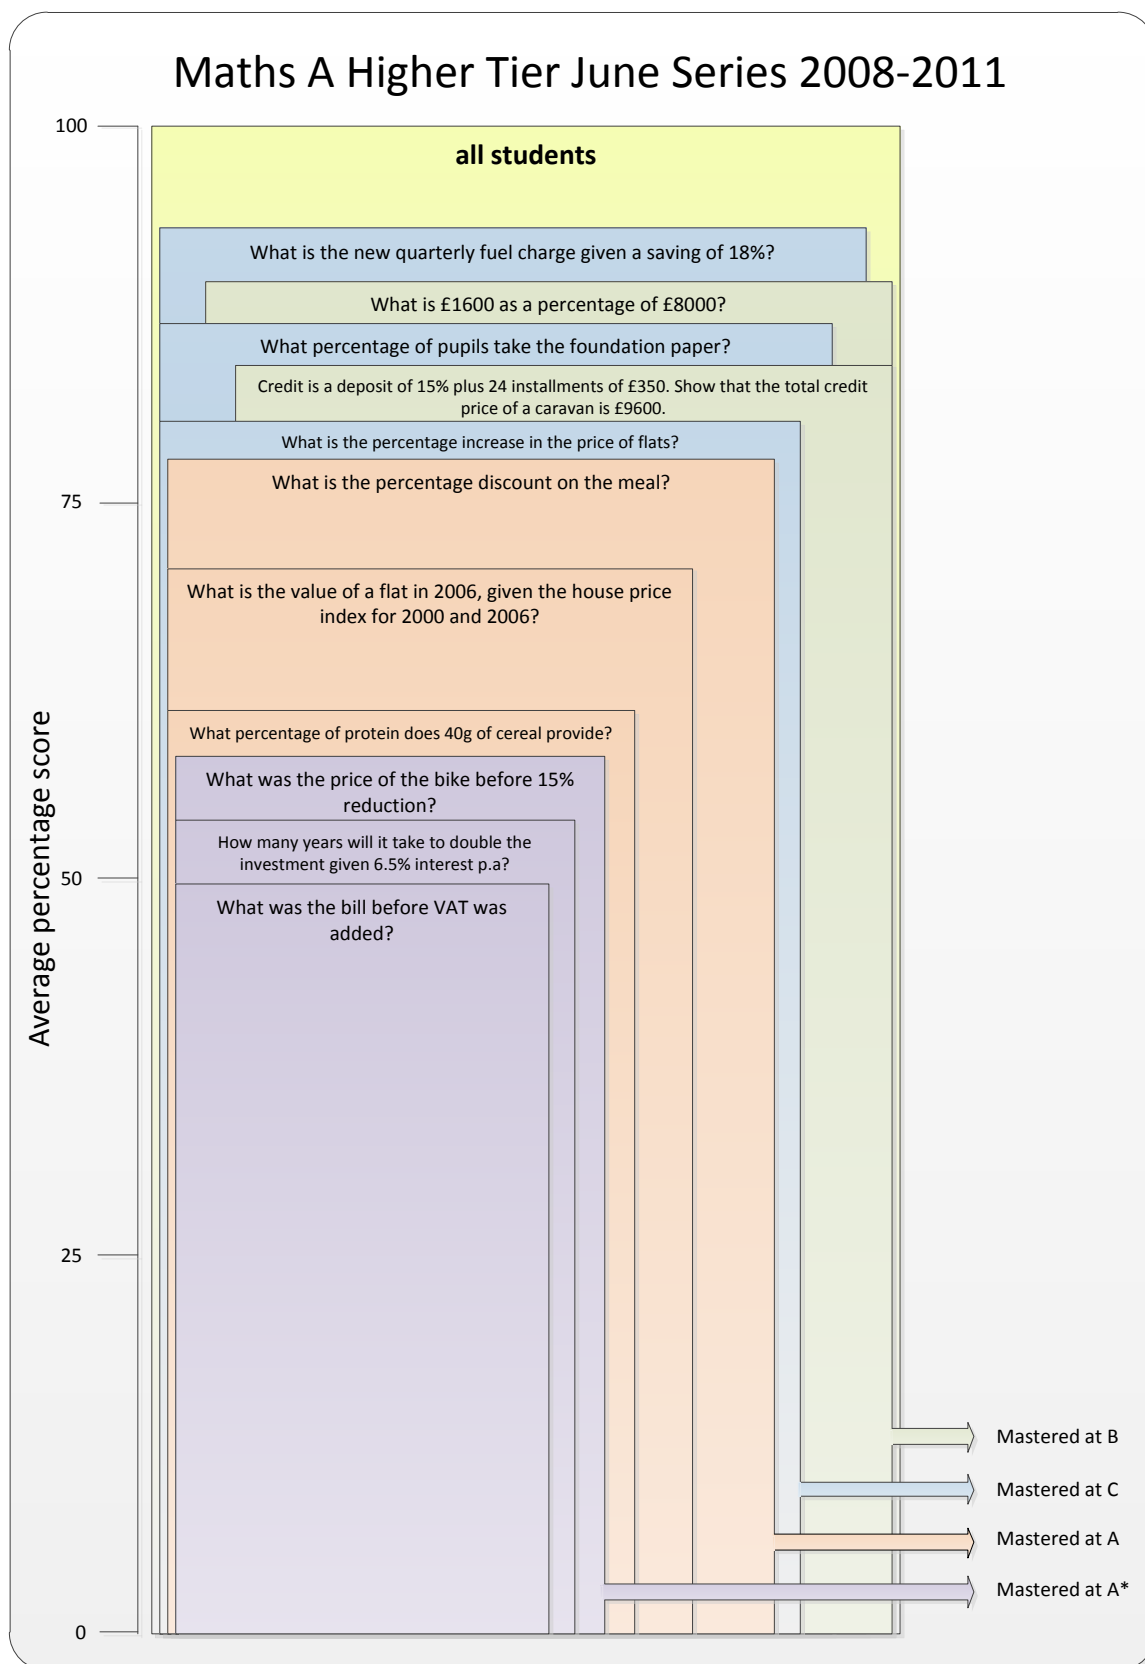 Maths A Higher Tier June Series 2008-2011
100
all students
What is the new quarterly fuel charge given a saving of 18%?
What is £1600 as a percentage of £8000?
What percentage of pupils take the foundation paper?
Credit is a deposit of 15% plus 24 installments of £350. Show that the total credit
price of a caravan is £9600.
What is the percentage increase in the price of flats?
What is the percentage discount on the meal?
75
What is the value of a flat in 2006, given the house price
index for 2000 and 2006?
What percentage of protein does 40g of cereal provide?
What was the price of the bike before 15%
reduction?
How many years will it take to double the
investment given 6.5% interest p.a?
50
What was the bill before VAT was
added?
Average percentage score
25
Mastered at B
Mastered at C
Mastered at A
Mastered at A*
0